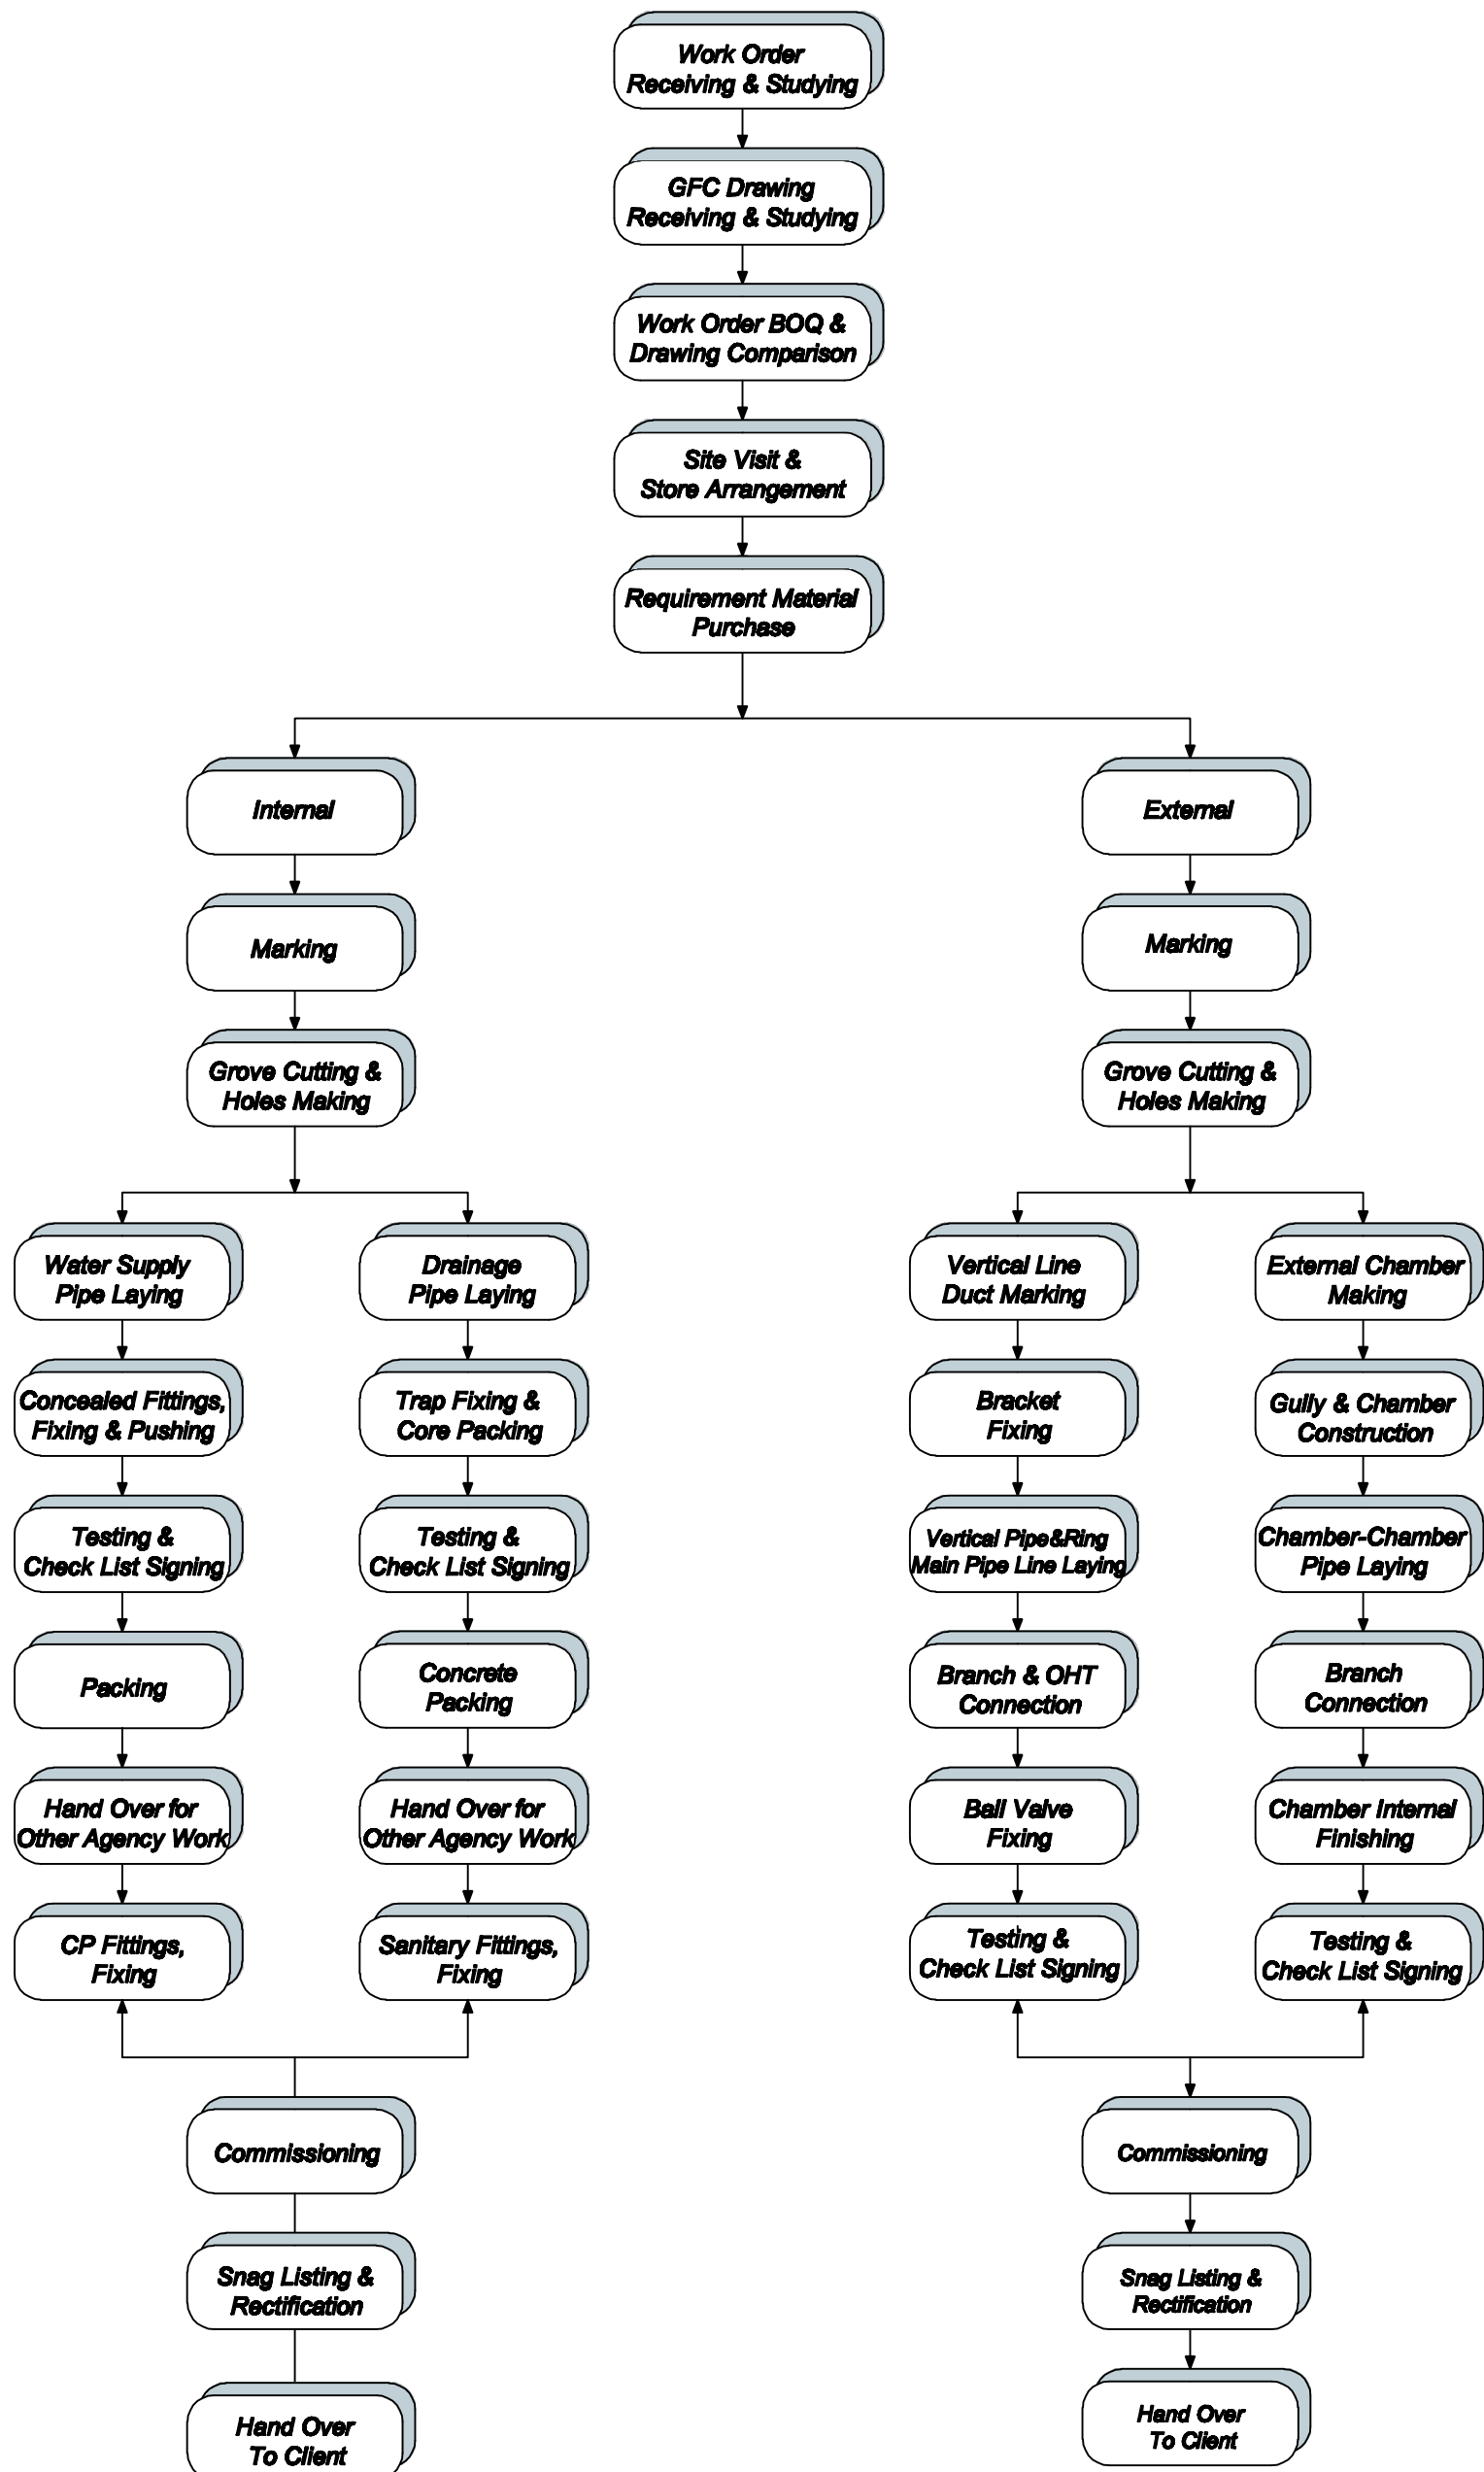 Work Order
Receiving & Studying
GFC Drawing
Receiving & Studying
Work Order BOQ &
Drawing Comparison
Site Visit &
Store Arrangement
Requirement Material
Purchase
Internal
External
Marking
Marking
Grove Cutting &
Holes Making
Grove Cutting &
Holes Making
Water Supply
Pipe Laying
Drainage
Pipe Laying
Vertical Line
Duct Marking
External Chamber
Making
Concealed Fittings,
Fixing & Pushing
Trap Fixing &
Core Packing
Bracket
Fixing
Gully & Chamber
Construction
Testing &
Check List Signing
Testing &
Check List Signing
Vertical Pipe&Ring
Main Pipe Line Laying
Chamber-Chamber
Pipe Laying
Packing
Concrete
Packing
Branch & OHT
Connection
Branch
Connection
Hand Over for
Other Agency Work
Hand Over for
Other Agency Work
Ball Valve
Fixing
Chamber Internal
Finishing
CP Fittings,
Fixing
Sanitary Fittings,
Fixing
Testing &
Check List Signing
Testing &
Check List Signing
Commissioning
Commissioning
Snag Listing &
Rectification
Snag Listing &
Rectification
Hand Over
To Client
Hand Over
To Client